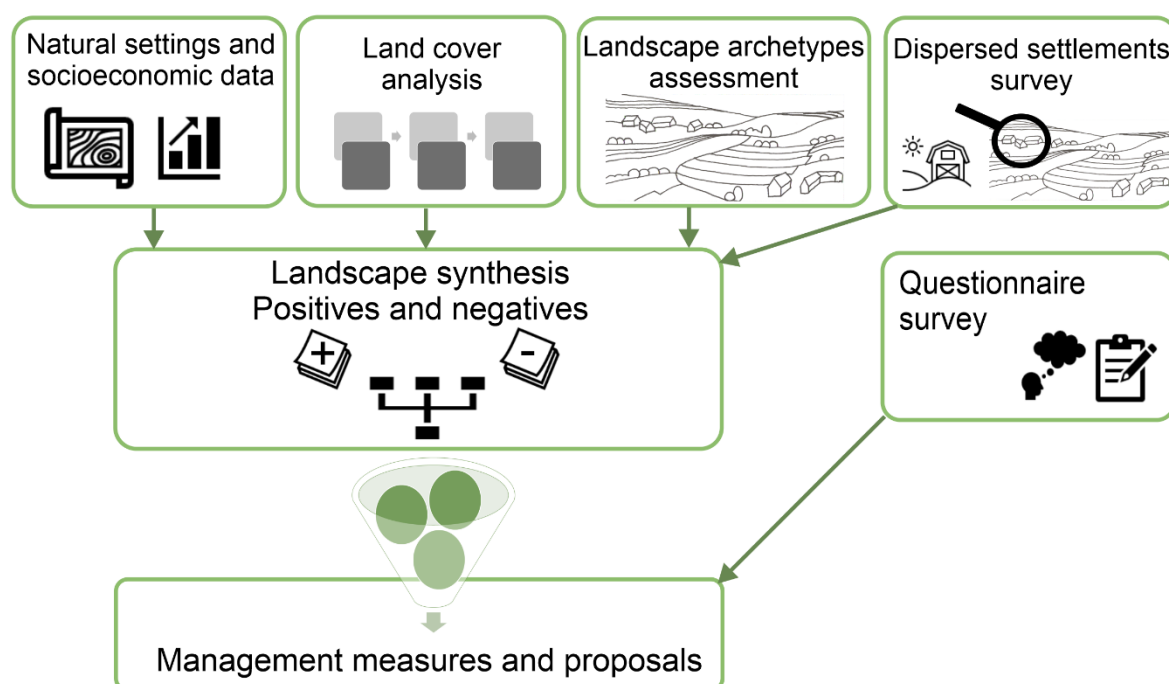 Natural settings and
socioeconomic data
Land cover
analysis
Landscape archetypes
assessment
Dispersed settlements
survey
Landscape synthesis
Positives and negatives
+
-
Questionnaire
survey
Management measures and proposals